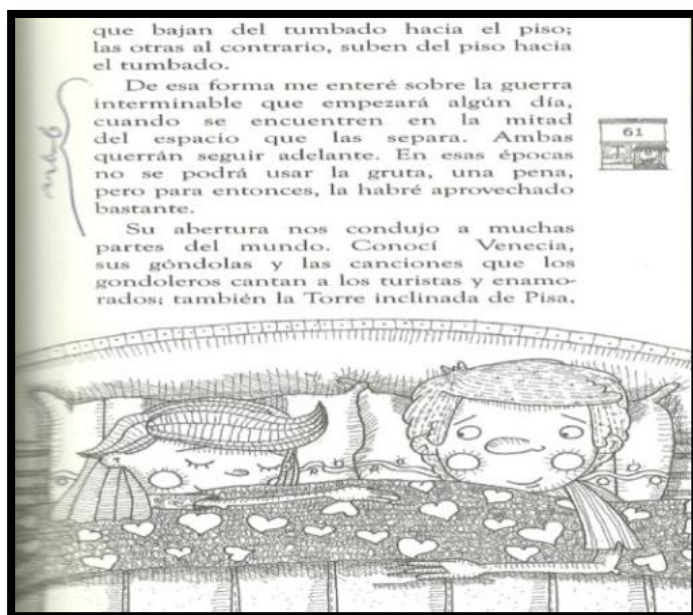 que bajan del tumbado hacia el piso;
las otras al contrario, suben del piso hacia
el tumbado.
De esa forma me enteré sobre la guerra
interminable que empezará algún día,
cuando se encuentren en la mitad
del espacio que las separa. Ambas
querrán seguir adelante. En esas épocas
no se podrá usar la gruta, una pena,
pero para entonces, la habré aprovechado
bastante.
61
Su abertura nos condujo a muchas
partes del mundo. Conocí Venecia,
sus góndolas y las canciones que los
gondoleros cantan a los turistas y enamo-
rados; también la Torre inclinada de Pisa,